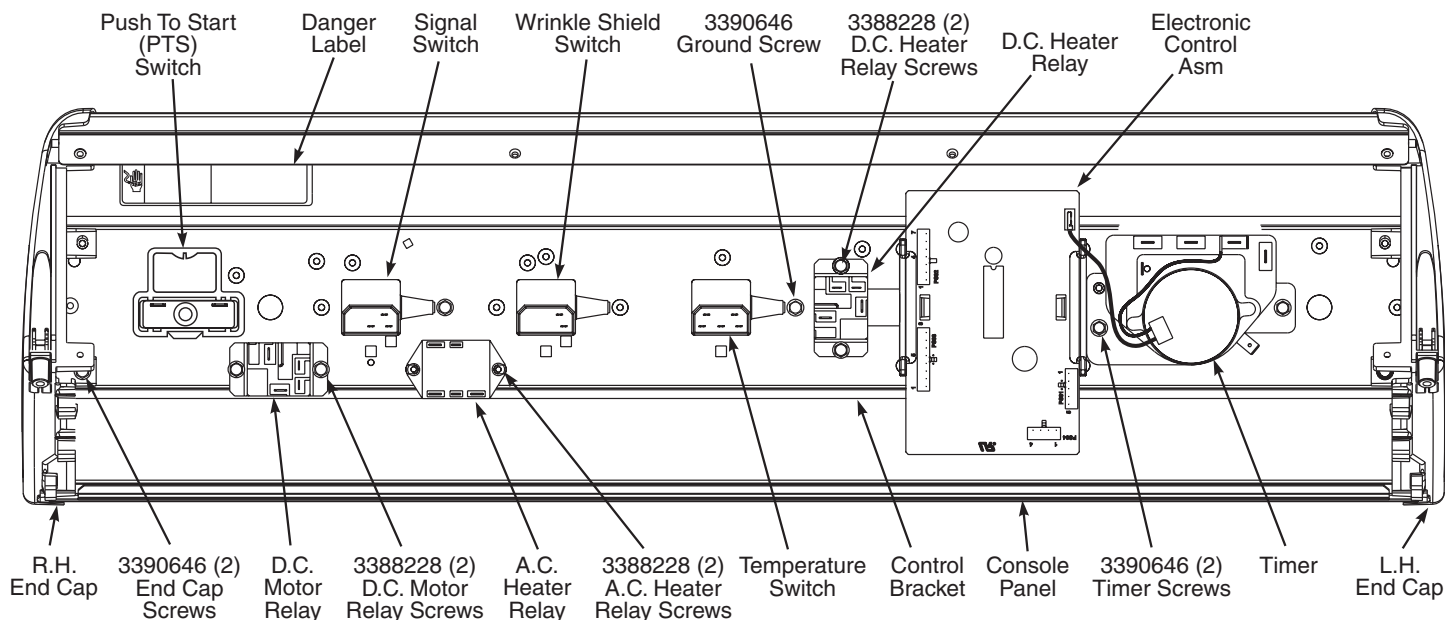 Push To Start
(PTS)
Switch
Danger
Label
Signal
Switch
Wrinkle Shield
Switch
3390646
Ground Screw
3388228 (2)
D.C. Heater
Relay Screws
D.C. Heater
Relay
Electronic
Control
Asm
R.H.
End Cap
3390646 (2)
End Cap
Screws
D.C.
Motor
Relay
3388228 (2)
D.C. Motor
Relay Screws
A.C.
Heater
Relay
3388228 (2)
A.C. Heater
Relay Screws
Temperature
Switch
Control
Bracket
Console
Panel
3390646 (2)
Timer Screws
Timer
L.H.
End Cap